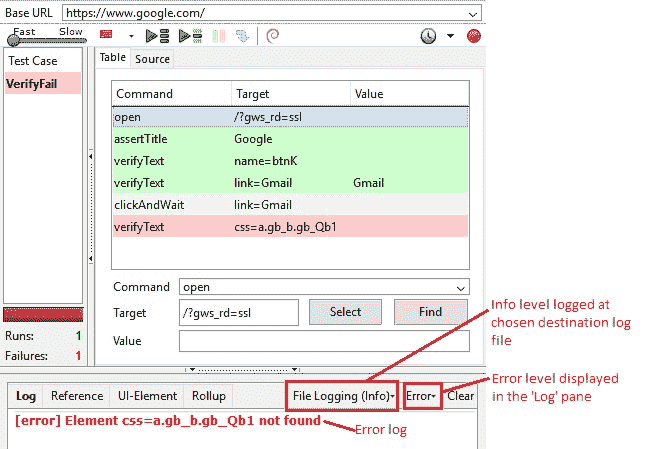 Base URL https://www.google.com/
Fast Slow
Test Case
Table Source
VerifyFail
Command Target Value
open /?gws_rd=ssl
assertTitle Google
verifyText name=btnK
verifyText link=Gmail Gmail
clickAndWait link=Gmail
verifyText css=a.gb_b.gb_Qb1
Command open
Target /?gws_rd=ssl Select Find
Value
Runs: 1
Failures: 1
Info level logged at
chosen destination log
file
Log Reference UI-Element Rollup File Logging (Info) Error Clear
Error level displayed
in the 'Log' pane
[error] Element css=a.gb_b.gb_Qb1 not found
Error log